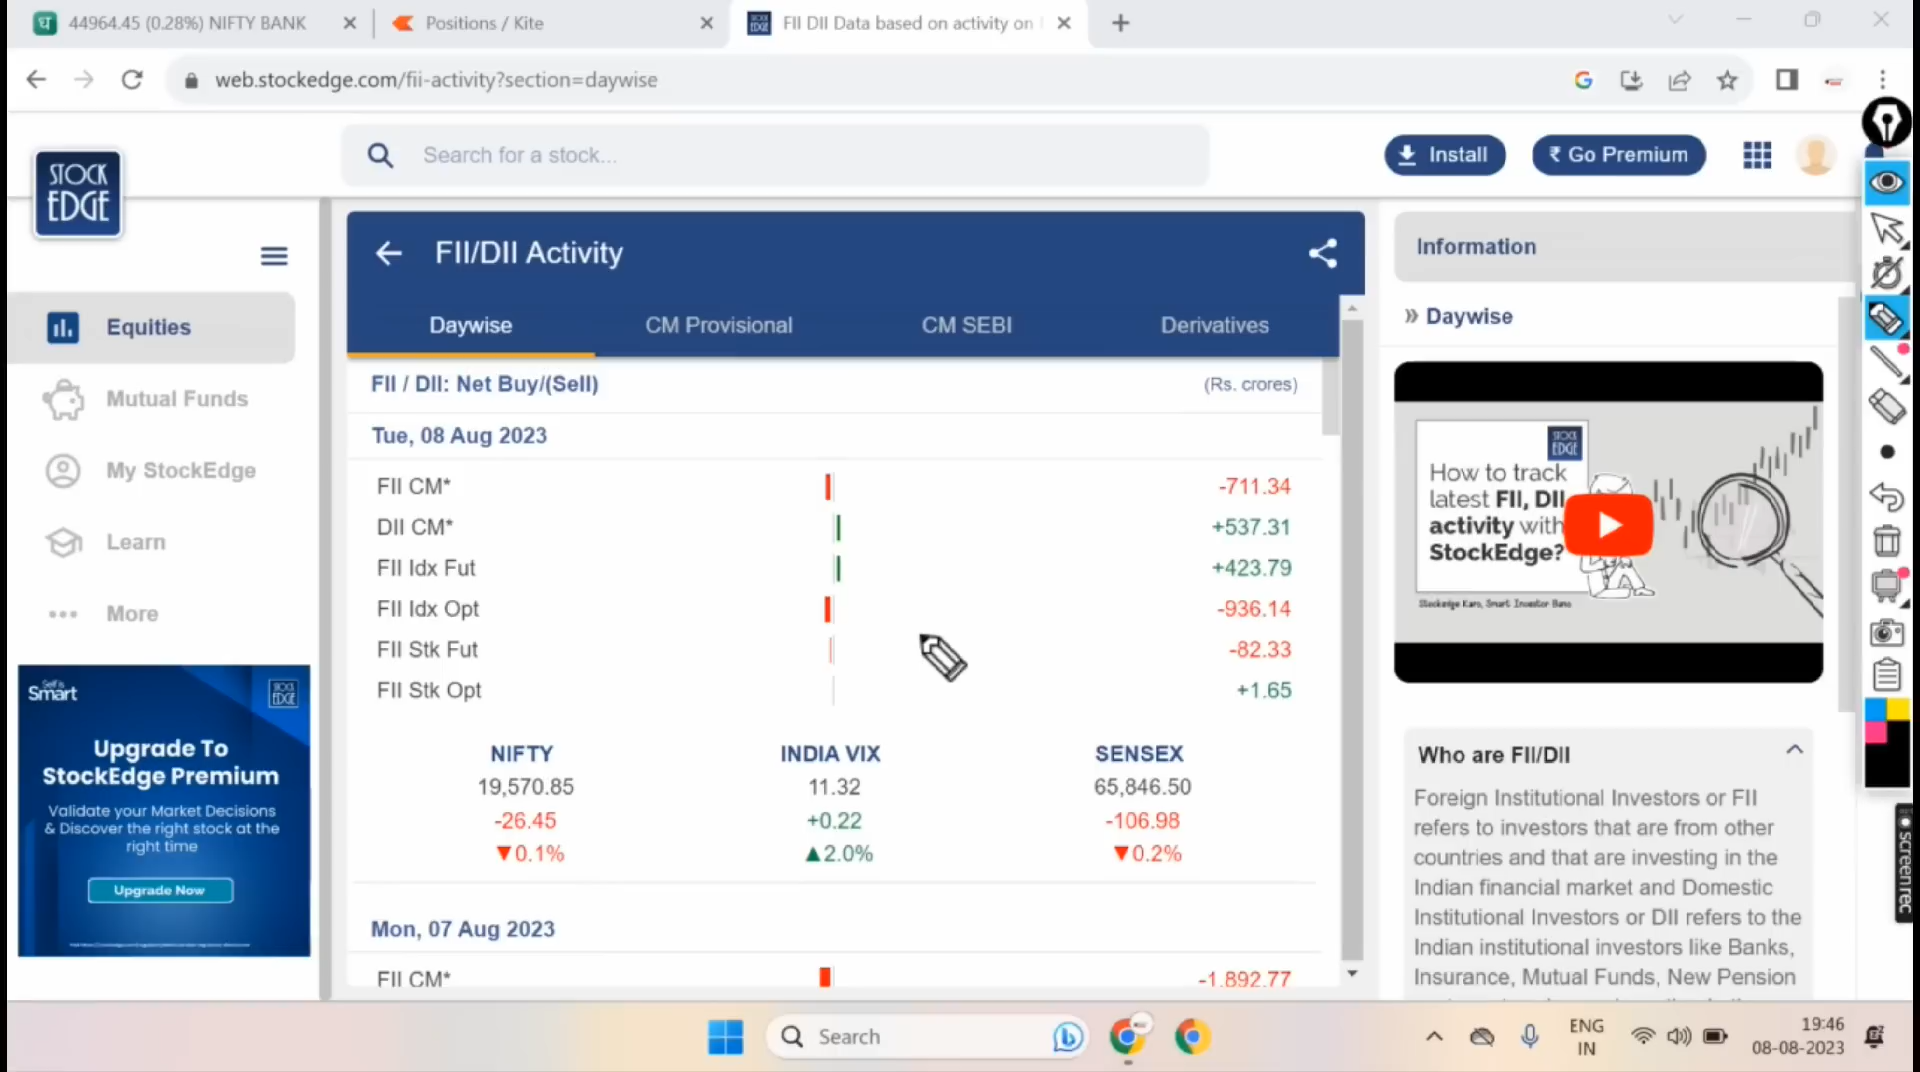 44964.45 (0.28%) NIFTY BANK
Positions / Kite
FII DII Data based on activity on
web.stockedge.com/fii-activity?section=daywise
STOCK
EDGE
Search for a stock...
Install
₹ Go Premium
Equities
Mutual Funds
My StockEdge
Learn
More
Smart
STOCK
EDGE
Upgrade To
StockEdge Premium
Validate your Market Decisions
& Discover the right stock at the
right time
Upgrade Now
FII/DII Activity
Daywise
CM Provisional
CM SEBI
Derivatives
FII / DII: Net Buy/(Sell)
(Rs. crores)
Tue, 08 Aug 2023
FII CM* -711.34
DII CM* +537.31
FII Idx Fut +423.79
FII Idx Opt -936.14
FII Stk Fut -82.33
FII Stk Opt +1.65
NIFTY INDIA VIX SENSEX
19,570.85 11.32 65,846.50
-26.45 +0.22 -106.98
▼0.1% ▲2.0% ▼0.2%
Mon, 07 Aug 2023
FII CM* -1,892.77
Information
» Daywise
STOCK
EDGE
How to track
latest FII, DII
activity with
StockEdge?
Stockedge Karo, Smart Investor Bano
Who are FII/DII
Foreign Institutional Investors or FII
refers to investors that are from other
countries and that are investing in the
Indian financial market and Domestic
Institutional Investors or DII refers to the
Indian institutional investors like Banks,
Insurance, Mutual Funds, New Pension
screenrec
Search
ENG
IN
19:46
08-08-2023